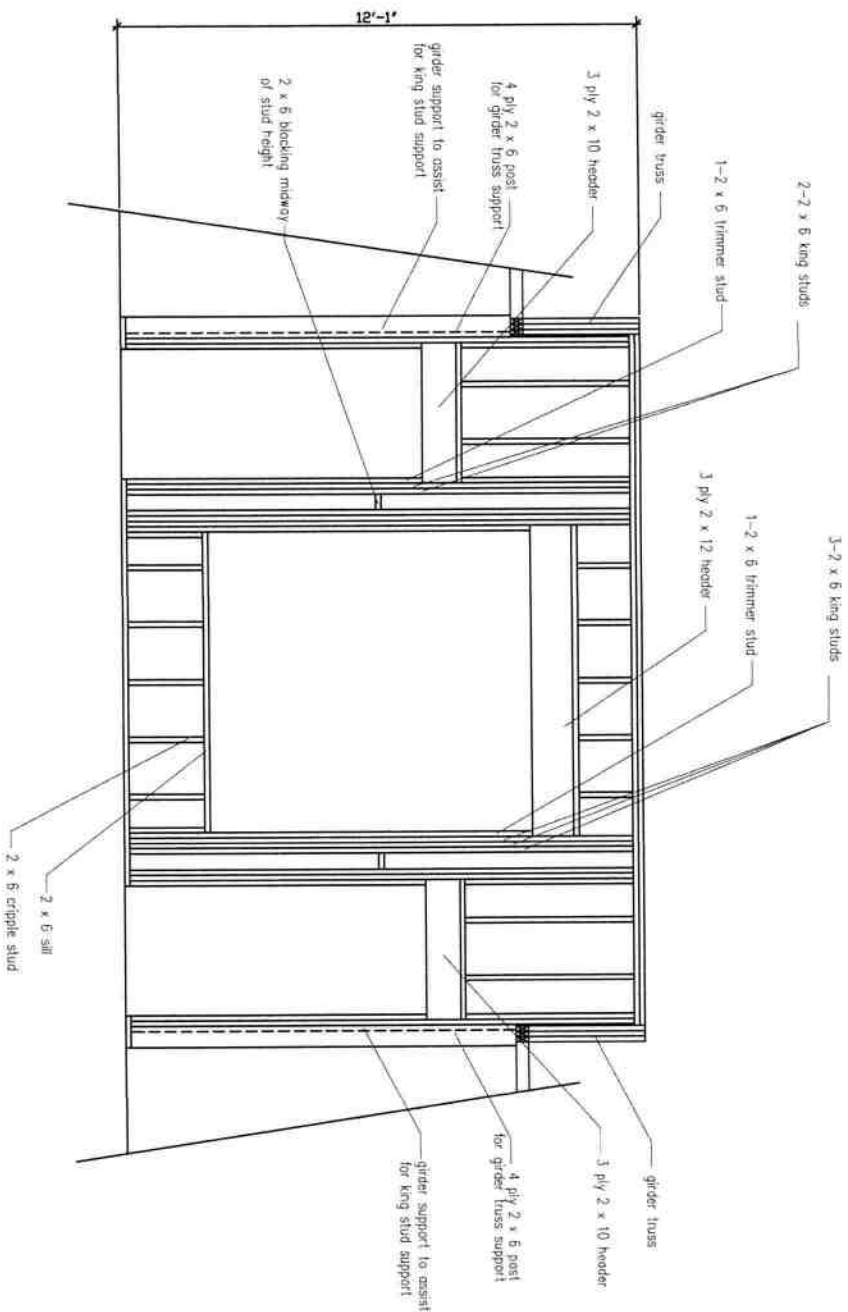 12'-1"
girder support to assist
for king stud support
4 ply 2 x 6 post
for girder truss support
3 ply 2 x 10 header
girder truss
1-2 x 6 trimmer stud
2-2 x 6 king studs
2 x 6 blocking midway
of stud height
3 ply 2 x 12 header
1-2 x 6 trimmer stud
3-2 x 6 king studs
2 x 6 sill
2 x 6 cripple stud
girder truss
3 ply 2 x 10 header
4 ply 2 x 6 post
for girder truss support
girder support to assist
for king stud support